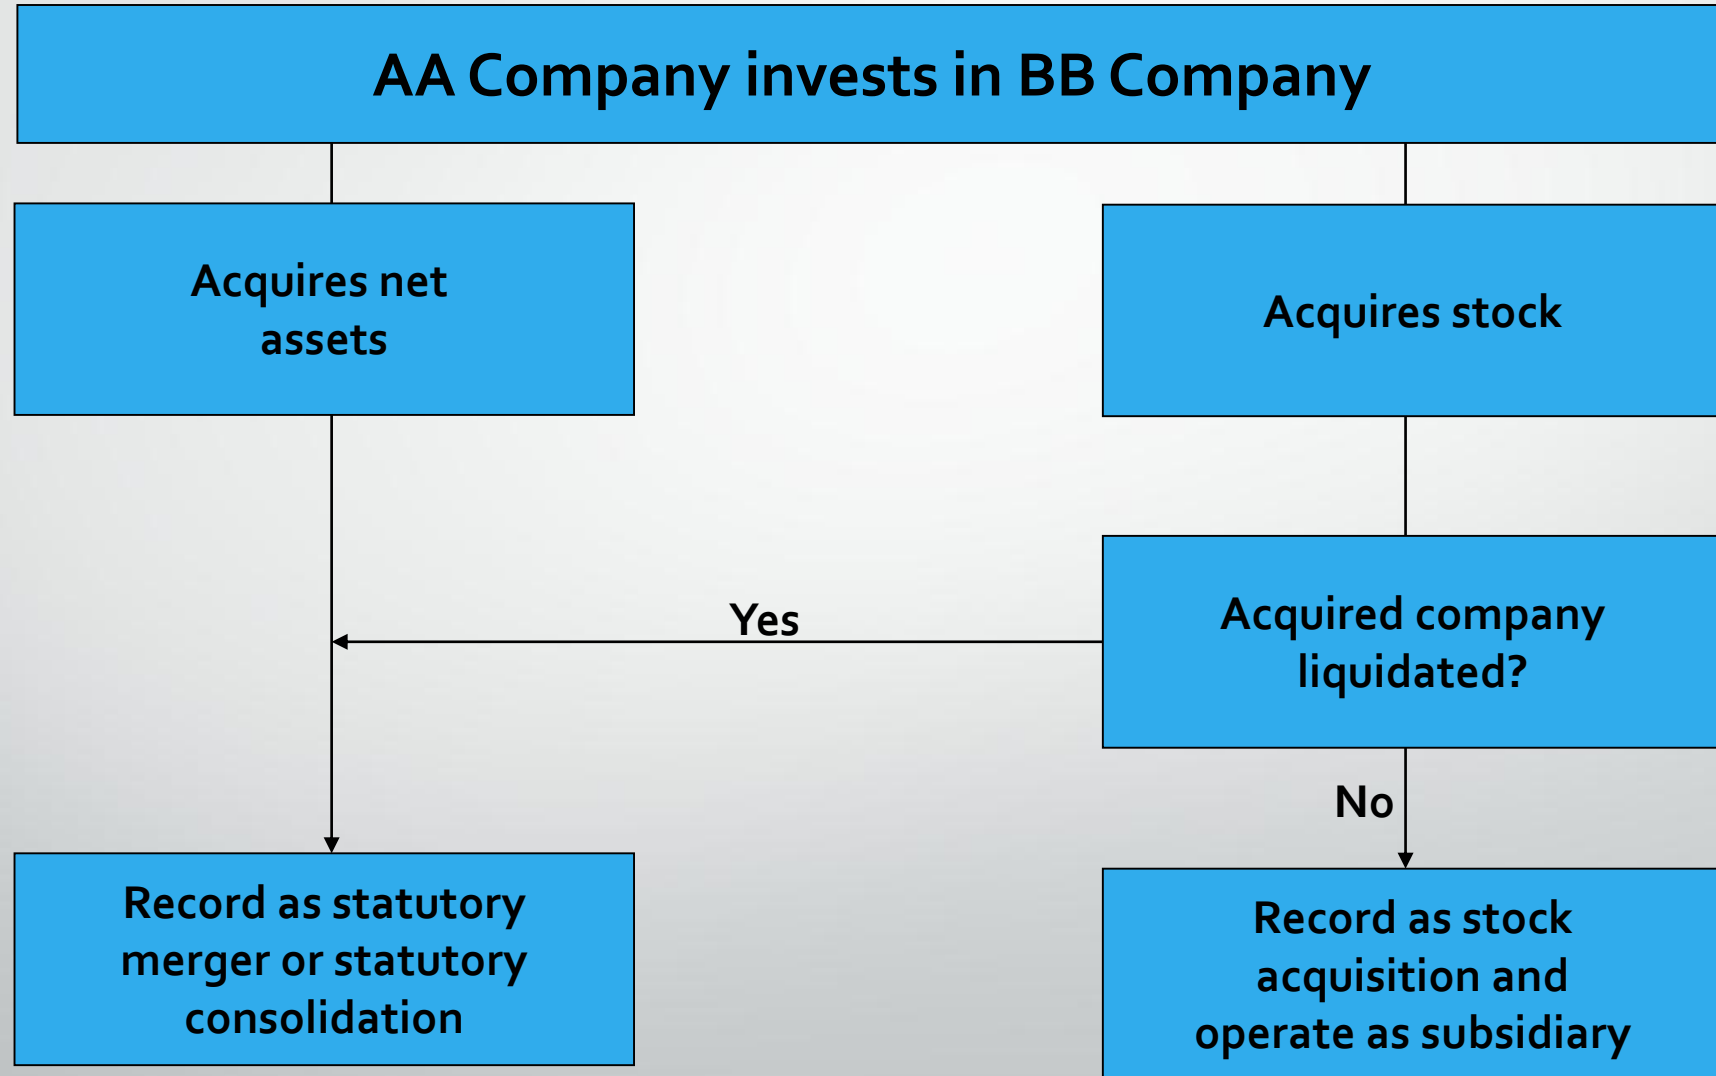 AA Company invests in BB Company
Acquires net
assets
Acquires stock
Yes
Acquired company
liquidated?
No
Record as statutory
merger or statutory
consolidation
Record as stock
acquisition and
operate as subsidiary